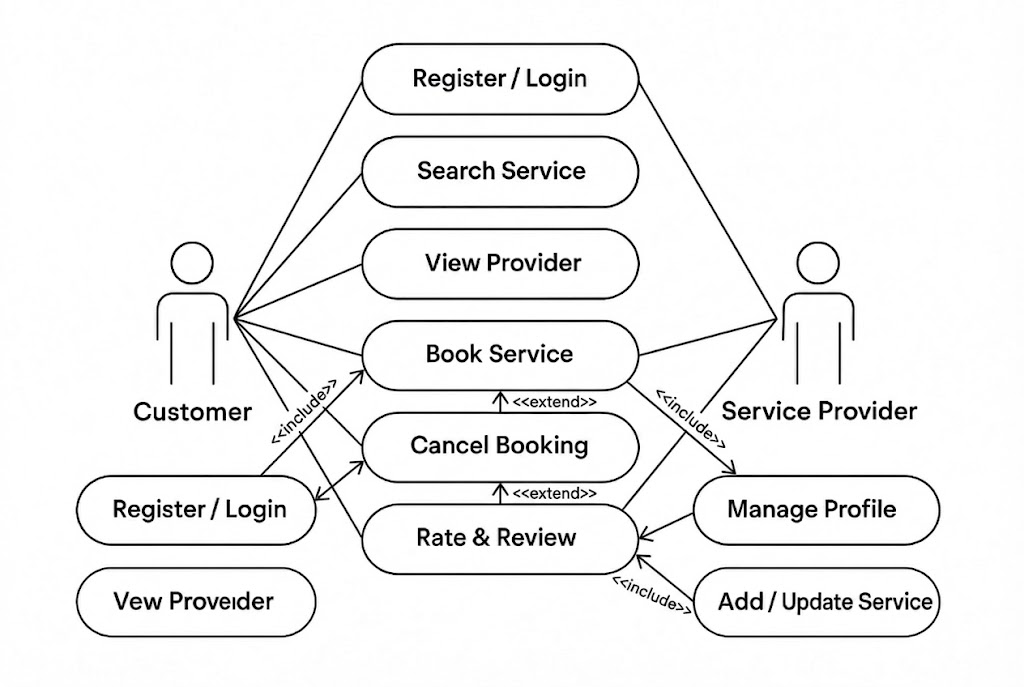 Register / Login
Search Service
View Provider
Book Service
<<extend>>
<<include>>
<<include>>
Customer
Service Provider
Cancel Booking
<<extend>>
Register / Login
Manage Profile
Rate & Review
<<include>>
Vew Proveıder
Add / Update Service